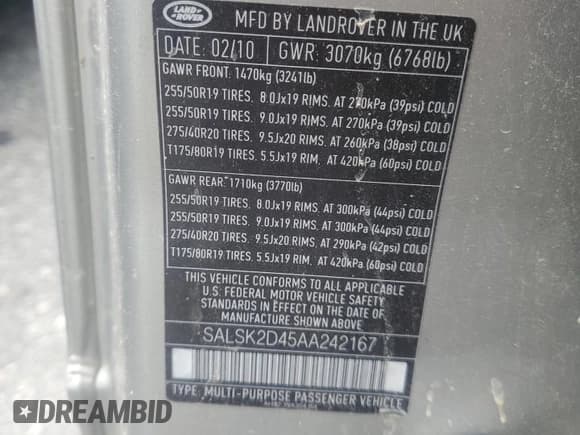 LAND
ROVER
MFD BY LANDROVER IN THE UK
DATE: 02/10
GWR: 3070kg (6768lb)
GAWR FRONT: 1470kg (3241lb)
255/50R19 TIRES. 8.0Jx19 RIMS. AT 270kPa (39psi) COLD
255/50R19 TIRES. 9.0Jx19 RIMS. AT 270kPa (39psi) COLD
275/40R20 TIRES. 9.5Jx20 RIMS. AT 260kPa (38psi) COLD
T175/80R19 TIRES. 5.5Jx19 RIM, AT 420kPa (60psi) COLD
GAWR REAR: 1710kg (3770lb)
255/50R19 TIRES. 8.0Jx19 RIMS. AT 300kPa (44psi) COLD
255/50R19 TIRES. 9.0Jx19 RIMS. AT 300kPa (44psi) COLD
275/40R20 TIRES. 9.5Jx20 RIMS. AT 290kPa (42psi) COLD
T175/80R19 TIRES. 5.5Jx19 RIM, AT 420kPa (60psi) COLD
THIS VEHICLE CONFORMS TO ALL APPLICABLE
U.S. FEDERAL MOTOR VEHICLE SAFETY
STANDARDS IN EFFECT ON THE DATE OF
MANUFACTURE SHOWN ABOVE.
SALSK2D45AA242167
TYPE: MULTI-PURPOSE PASSENGER VEHICLE
DREAMBID